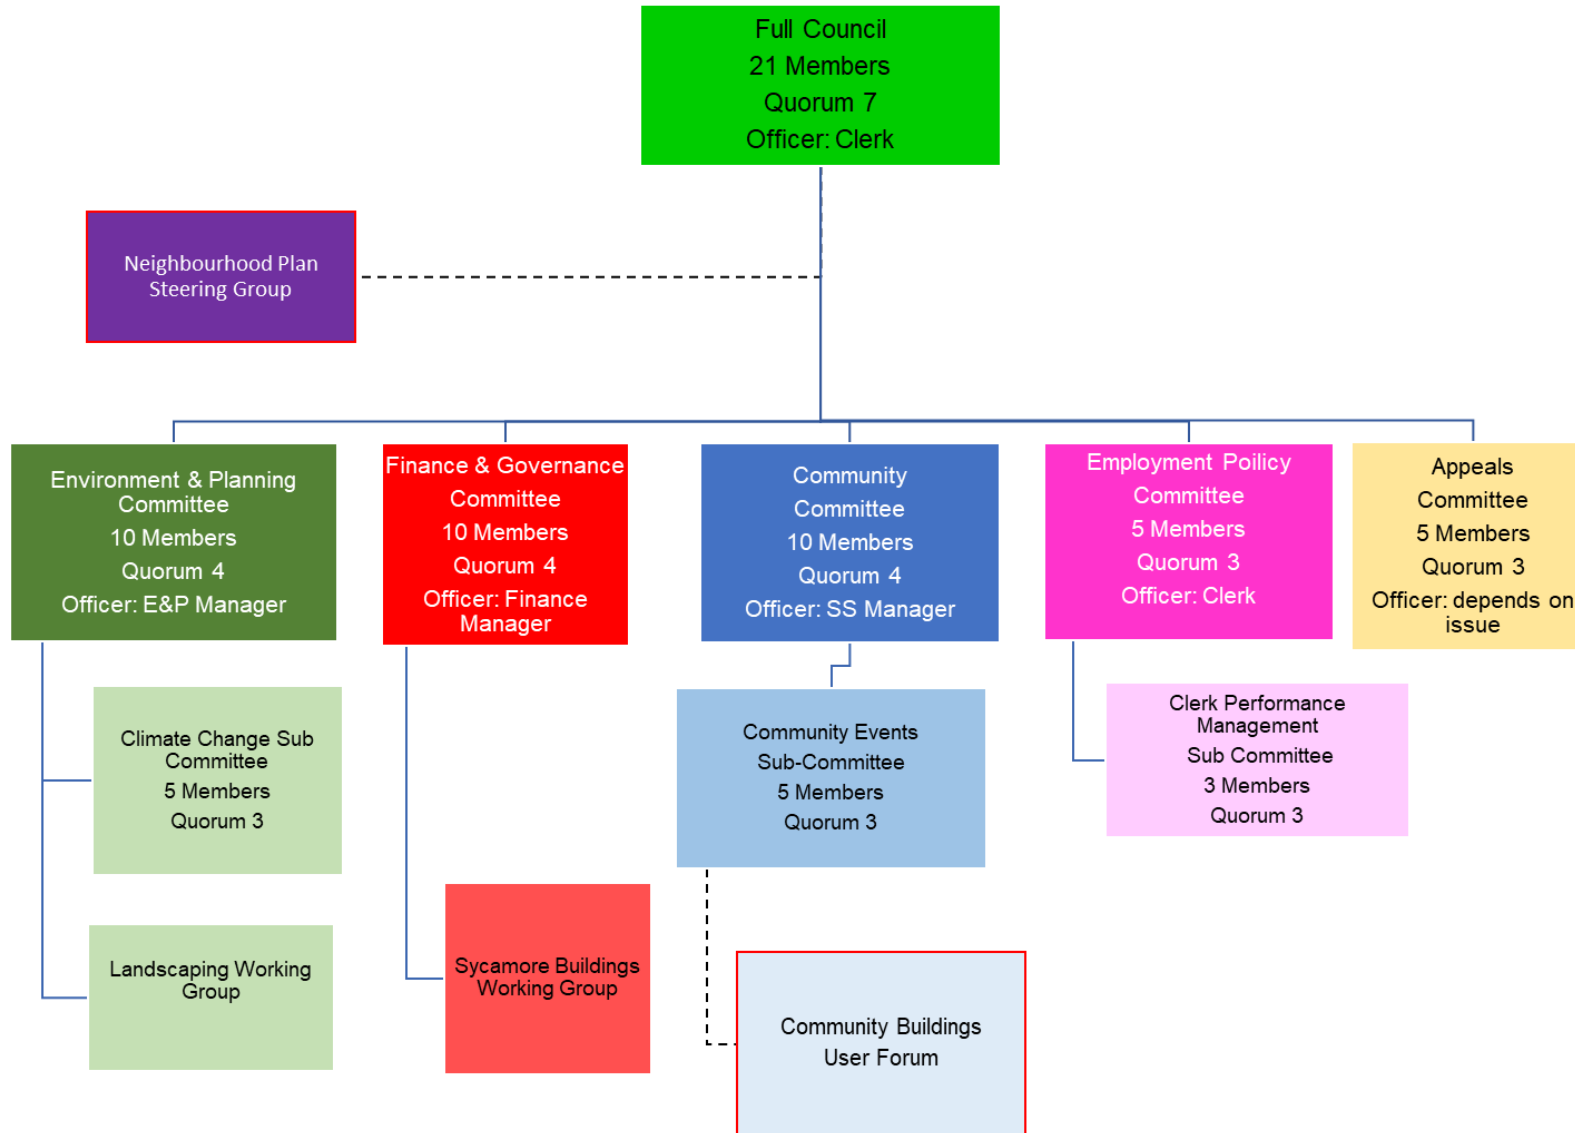 Full Council
21 Members
Quorum 7
Officer: Clerk
Neighbourhood Plan
Steering Group
Environment & Planning
Committee
10 Members
Quorum 4
Officer: E&P Manager
Finance & Governance
Committee
10 Members
Quorum 4
Officer: Finance
Manager
Community
Committee
10 Members
Quorum 4
Officer: SS Manager
Employment Poilicy
Committee
5 Members
Quorum 3
Officer: Clerk
Appeals
Committee
5 Members
Quorum 3
Officer: depends on
issue
Climate Change Sub
Committee
5 Members
Quorum 3
Community Events
Sub-Committee
5 Members
Quorum 3
Clerk Performance
Management
Sub Committee
3 Members
Quorum 3
Landscaping Working
Group
Sycamore Buildings
Working Group
Community Buildings
User Forum